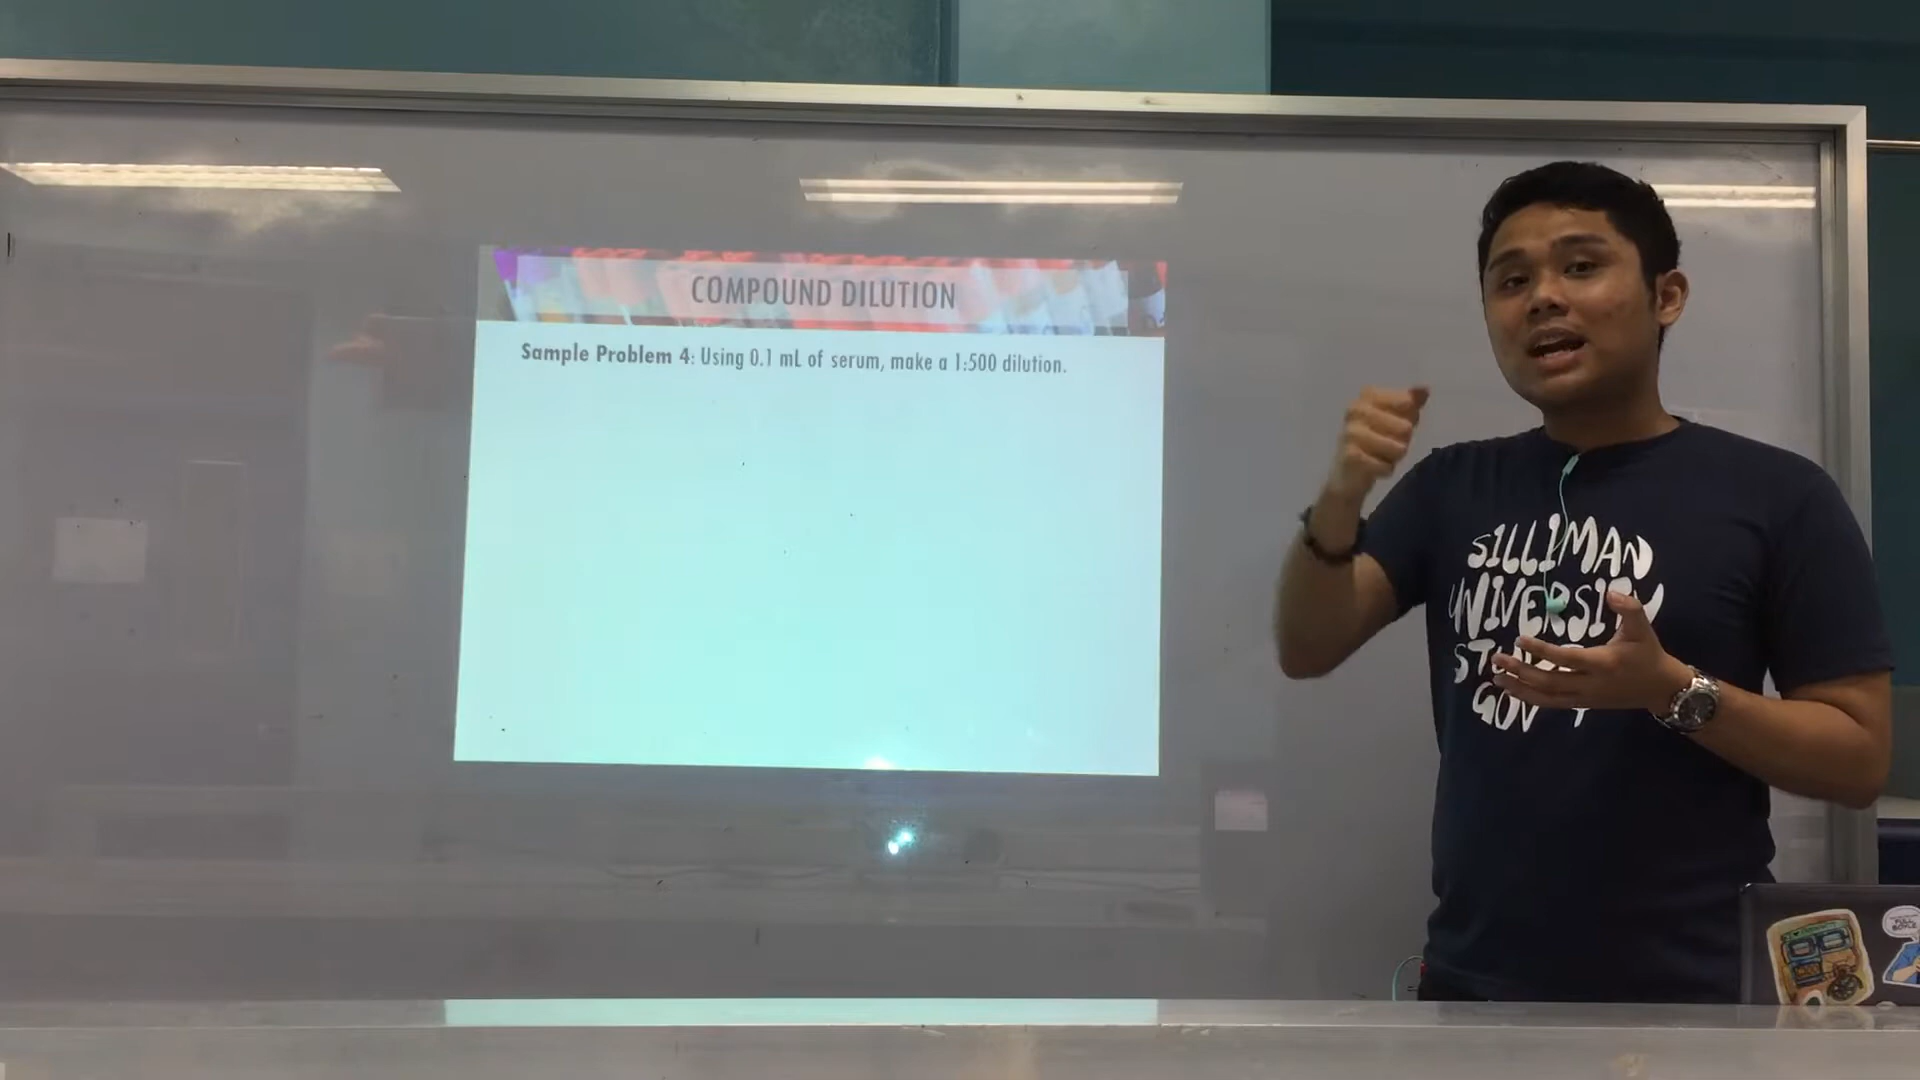 COMPOUND DILUTION
Sample Problem 4: Using 0.1 mL of serum, make a 1:500 dilution.
SILLIMAN
UNIVERSITY